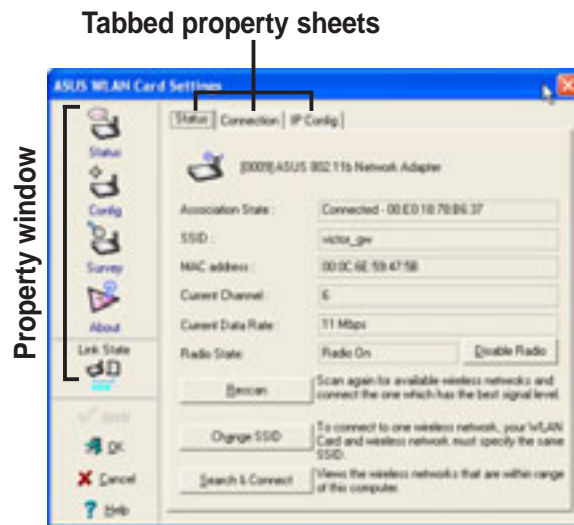 Tabbed property sheets
ASUS WLAN Card Settings
Property window
Status
Config
Survey
About
Link State
Apply
OK
Cancel
Help
Status Connection IP Config
[0009] ASUS 802.11b Network Adapter
Association State : Connected - 00:E0:18:70:B6:37
SSID : victor_gw
MAC address : 00:0C:6E:59:47:5B
Current Channel : 6
Current Data Rate: 11 Mbps
Radio State: Radio On Disable Radio
Rescan Scan again for available wireless networks and
connect the one which has the best signal level.
Change SSID To connect to one wireless network, your WLAN
Card and wireless network must specify the same
SSID.
Search & Connect Views the wireless networks that are within range
of this computer.